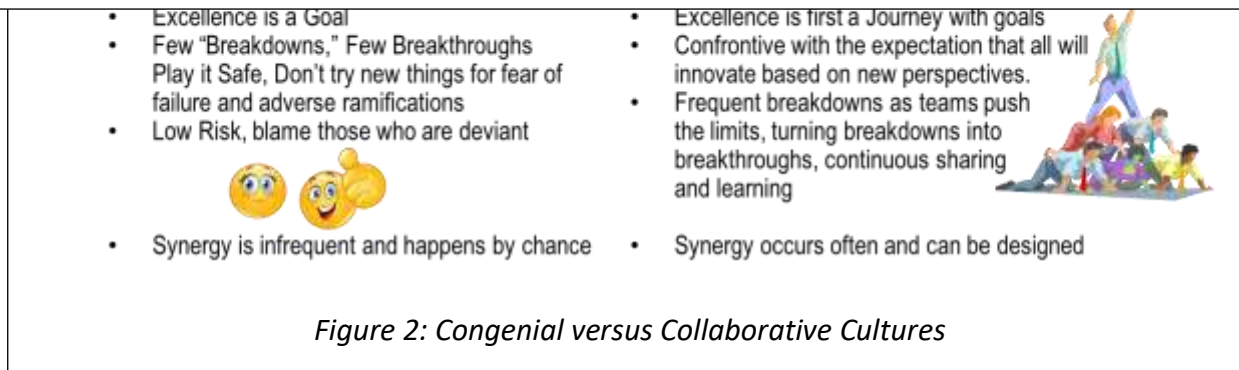 • Excellence is a Goal
• Few “Breakdowns,” Few Breakthroughs
Play it Safe, Don’t try new things for fear of
failure and adverse ramifications
• Low Risk, blame those who are deviant
• Synergy is infrequent and happens by chance
• Excellence is first a Journey with goals
• Confrontive with the expectation that all will
innovate based on new perspectives.
• Frequent breakdowns as teams push
the limits, turning breakdowns into
breakthroughs, continuous sharing
and learning
• Synergy occurs often and can be designed
Figure 2: Congenial versus Collaborative Cultures